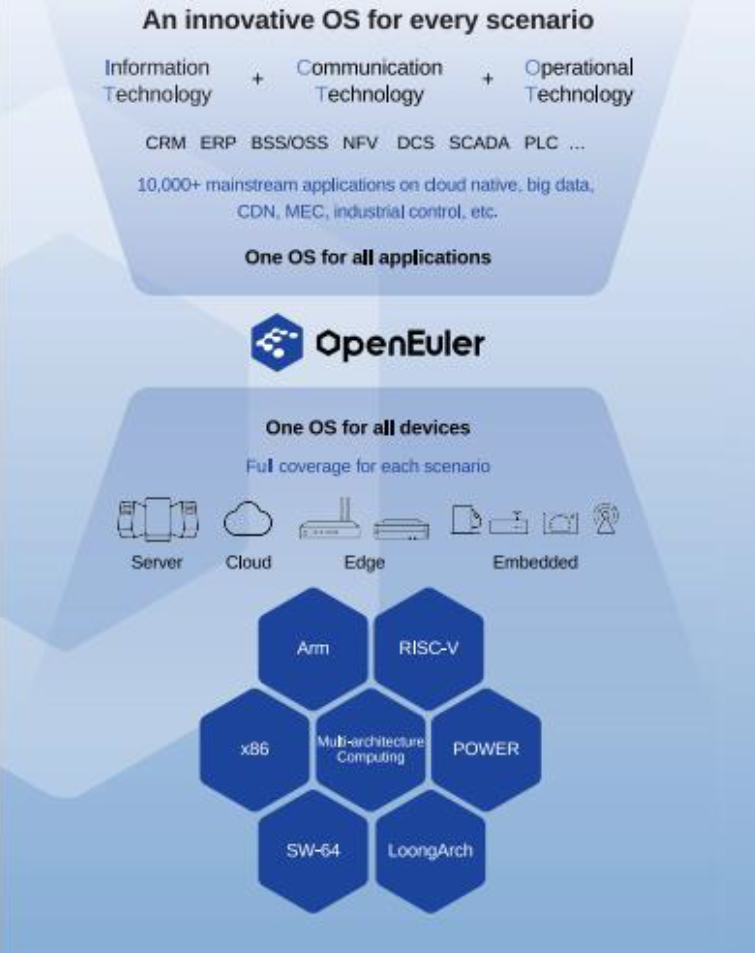 An innovative OS for every scenario
Information Technology + Communication Technology + Operational Technology
CRM ERP BSS/OSS NFV DCS SCADA PLC ...
10,000+ mainstream applications on cloud native, big data,
CDN, MEC, industrial control, etc.
One OS for all applications
OpenEuler
One OS for all devices
Full coverage for each scenario
Server Cloud Edge Embedded
Arm RISC-V
x86 Multi-architecture Computing POWER
SW-64 LoongArch